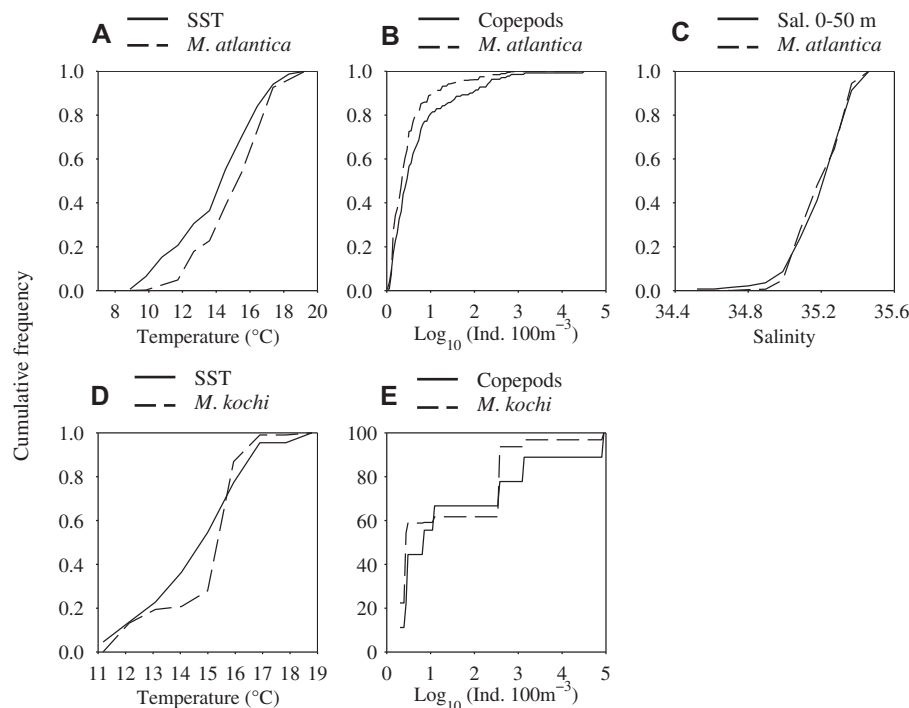 A
SST
M. atlantica
B
Copepods
M. atlantica
C
Sal. 0-50 m
M. atlantica
1.0
0.8
0.6
0.4
0.2
0.0
8 10 12 14 16 18 20
Temperature (°C)
1.0
0.8
0.6
0.4
0.2
0.0
0 1 2 3 4 5
Log10 (Ind. 100m−3)
1.0
0.8
0.6
0.4
0.2
0.0
34.4 34.8 35.2 35.6
Salinity
Cumulative frequency
D
SST
M. kochi
E
Copepods
M. kochi
1.0
0.8
0.6
0.4
0.2
0.0
11 12 13 14 15 16 17 18 19
Temperature (°C)
100
80
60
40
20
0
0 1 2 3 4 5
Log10 (Ind. 100m−3)